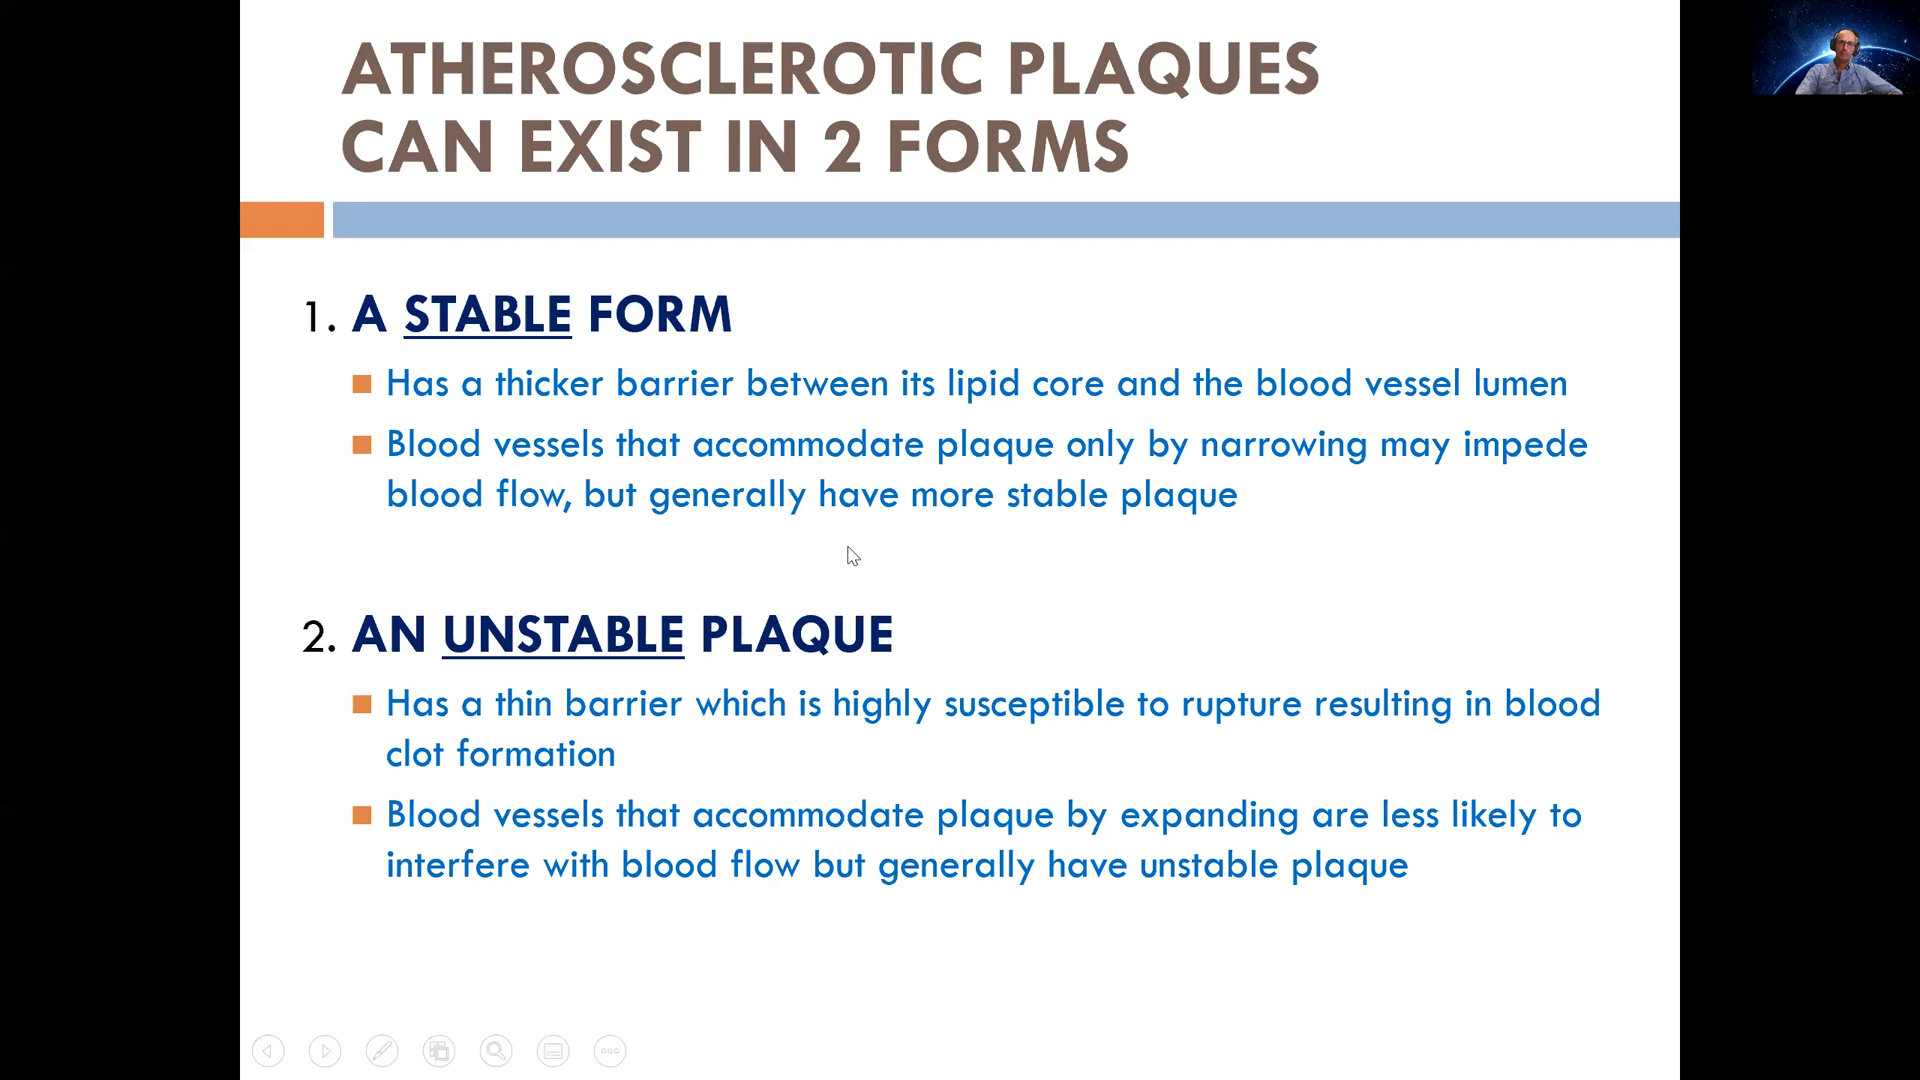 ATHEROSCLEROTIC PLAQUES
CAN EXIST IN 2 FORMS
1. A STABLE FORM
Has a thicker barrier between its lipid core and the blood vessel lumen
Blood vessels that accommodate plaque only by narrowing may impede
blood flow, but generally have more stable plaque
2. AN UNSTABLE PLAQUE
Has a thin barrier which is highly susceptible to rupture resulting in blood
clot formation
Blood vessels that accommodate plaque by expanding are less likely to
interfere with blood flow but generally have unstable plaque